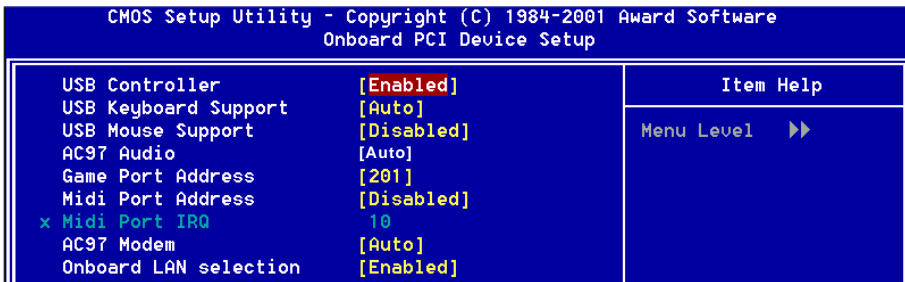 CMOS Setup Utility - Copyright (C) 1984-2001 Award Software
Onboard PCI Device Setup
USB Controller [Enabled]
USB Keyboard Support [Auto]
USB Mouse Support [Disabled]
AC97 Audio [Auto]
Game Port Address [201]
Midi Port Address [Disabled]
x Midi Port IRQ 10
AC97 Modem [Auto]
Onboard LAN selection [Enabled]
Item Help
Menu Level ▶▶